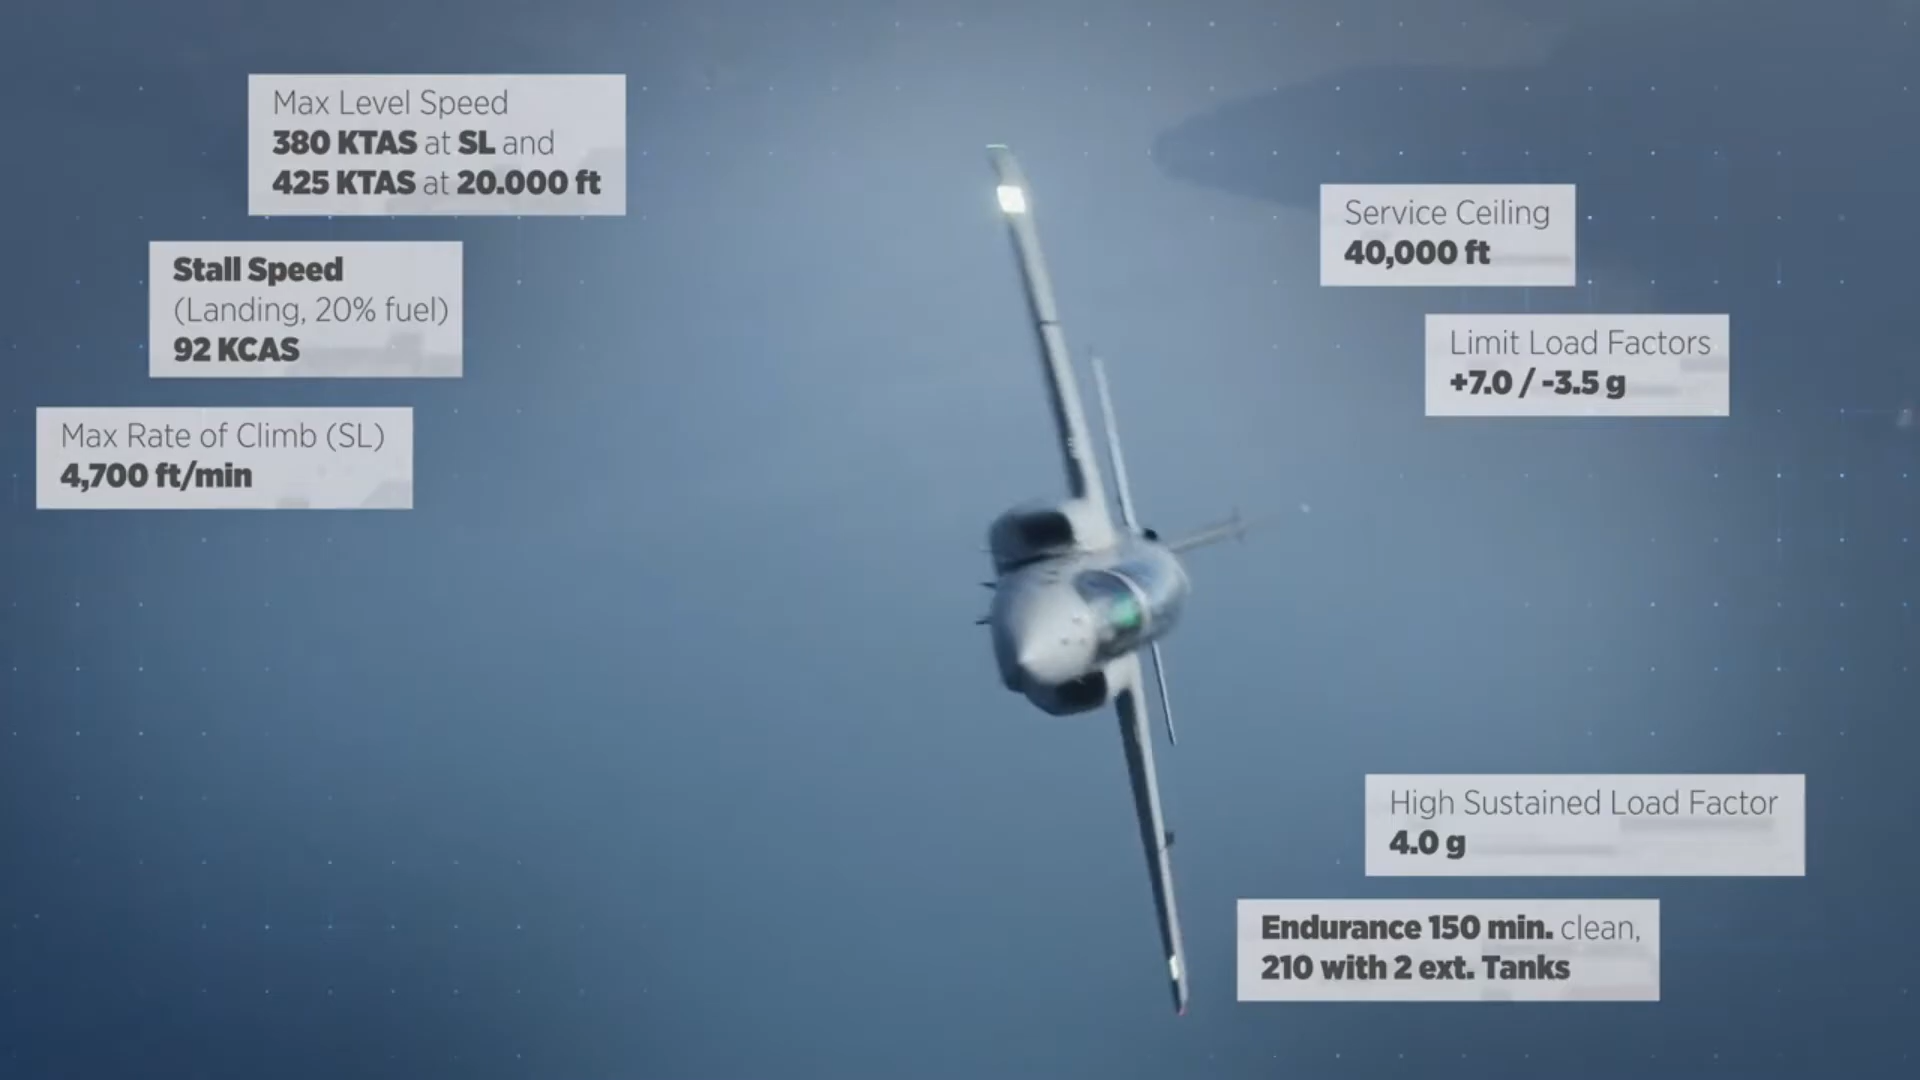 Max Level Speed
380 KTAS at SL and
425 KTAS at 20.000 ft
Stall Speed
(Landing, 20% fuel)
92 KCAS
Max Rate of Climb (SL)
4,700 ft/min
Service Ceiling
40,000 ft
Limit Load Factors
+7.0 / -3.5 g
High Sustained Load Factor
4.0 g
Endurance 150 min. clean,
210 with 2 ext. Tanks